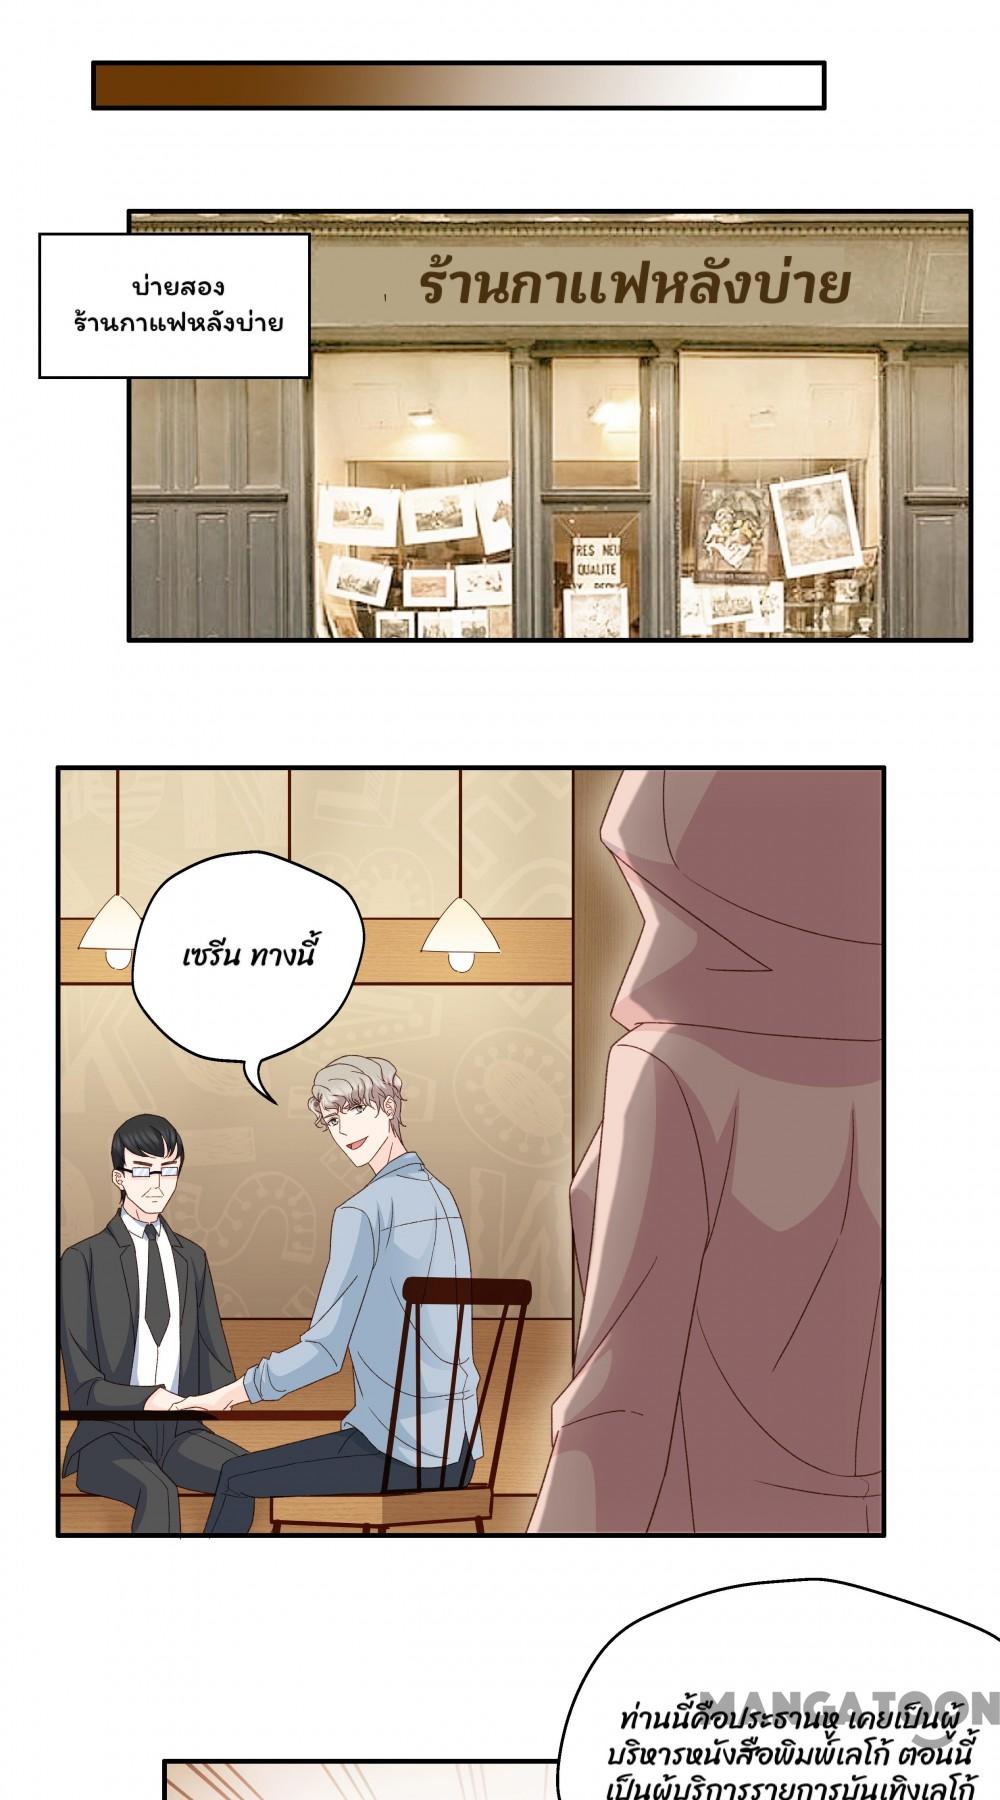 บ่ายสอง
ร้านกาแฟหลังบ่าย
ร้านกาแฟหลังบ่าย
TRES NEU
QUALITE
เซรีน ทางนี้
MANGATOON
ท่านนี้คือประธานหู เคยเป็นผู้
บริหารหนังสือพิมพ์เลโก้ ตอนนี้
เป็นผู้บริการรายการบันเทิงเลโก้